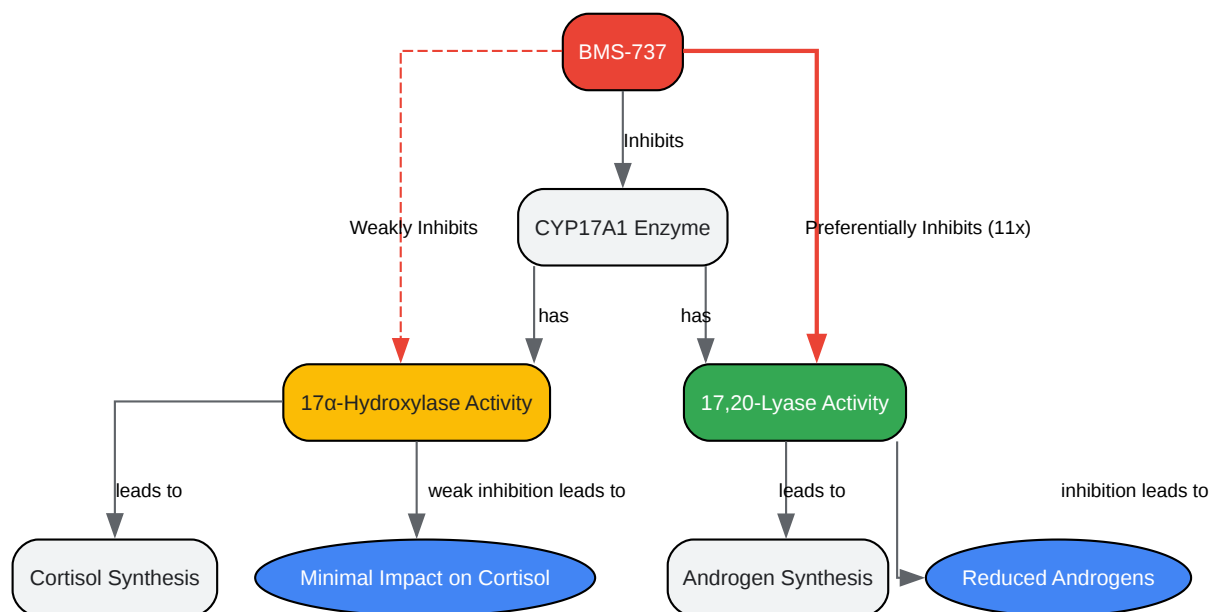 BMS-737
Inhibits
Weakly Inhibits
CYP17A1 Enzyme
Preferentially Inhibits (11x)
has
has
17α-Hydroxylase Activity
17,20-Lyase Activity
leads to
weak inhibition leads to
leads to
inhibition leads to
Cortisol Synthesis
Minimal Impact on Cortisol
Androgen Synthesis
Reduced Androgens